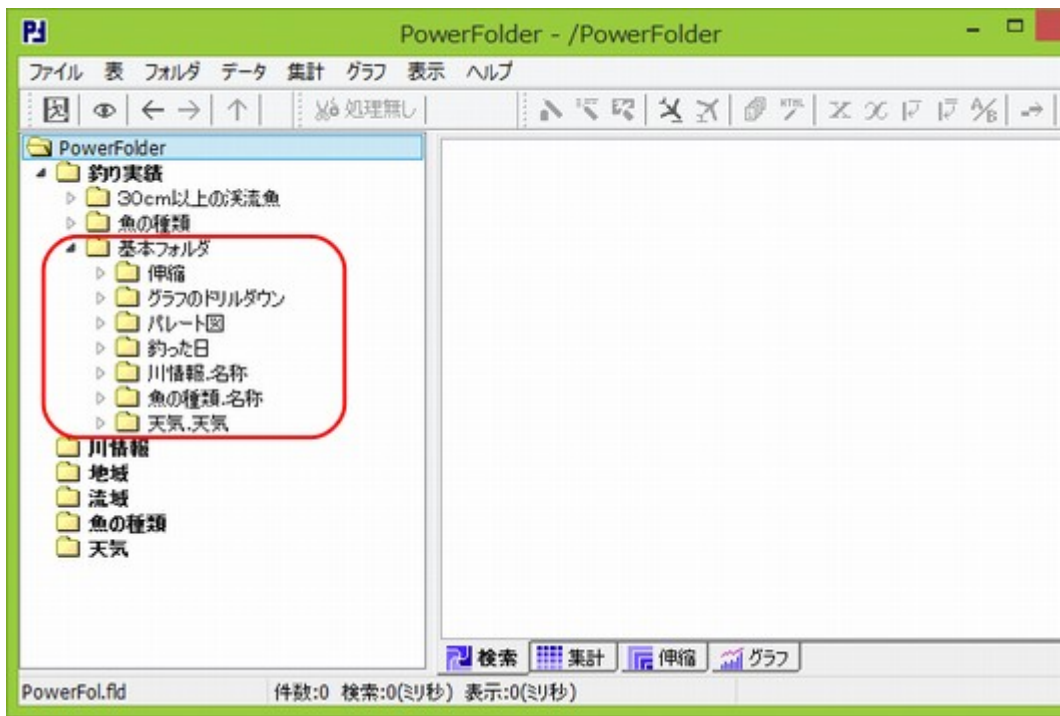 PowerFolder - /PowerFolder
ファイル 表 フォルダ データ 集計 グラフ 表示 ヘルプ
処理無し
PowerFolder
釣り実績
30cm以上の渓流魚
魚の種類
基本フォルダ
伸縮
グラフのドリルダウン
パレート図
釣った日
川情報.名称
魚の種類.名称
天気.天気
川情報
地域
流域
魚の種類
天気
検索 集計 伸縮 グラフ
PowerFol.fld 件数:0 検索:0(ミリ秒) 表示:0(ミリ秒)